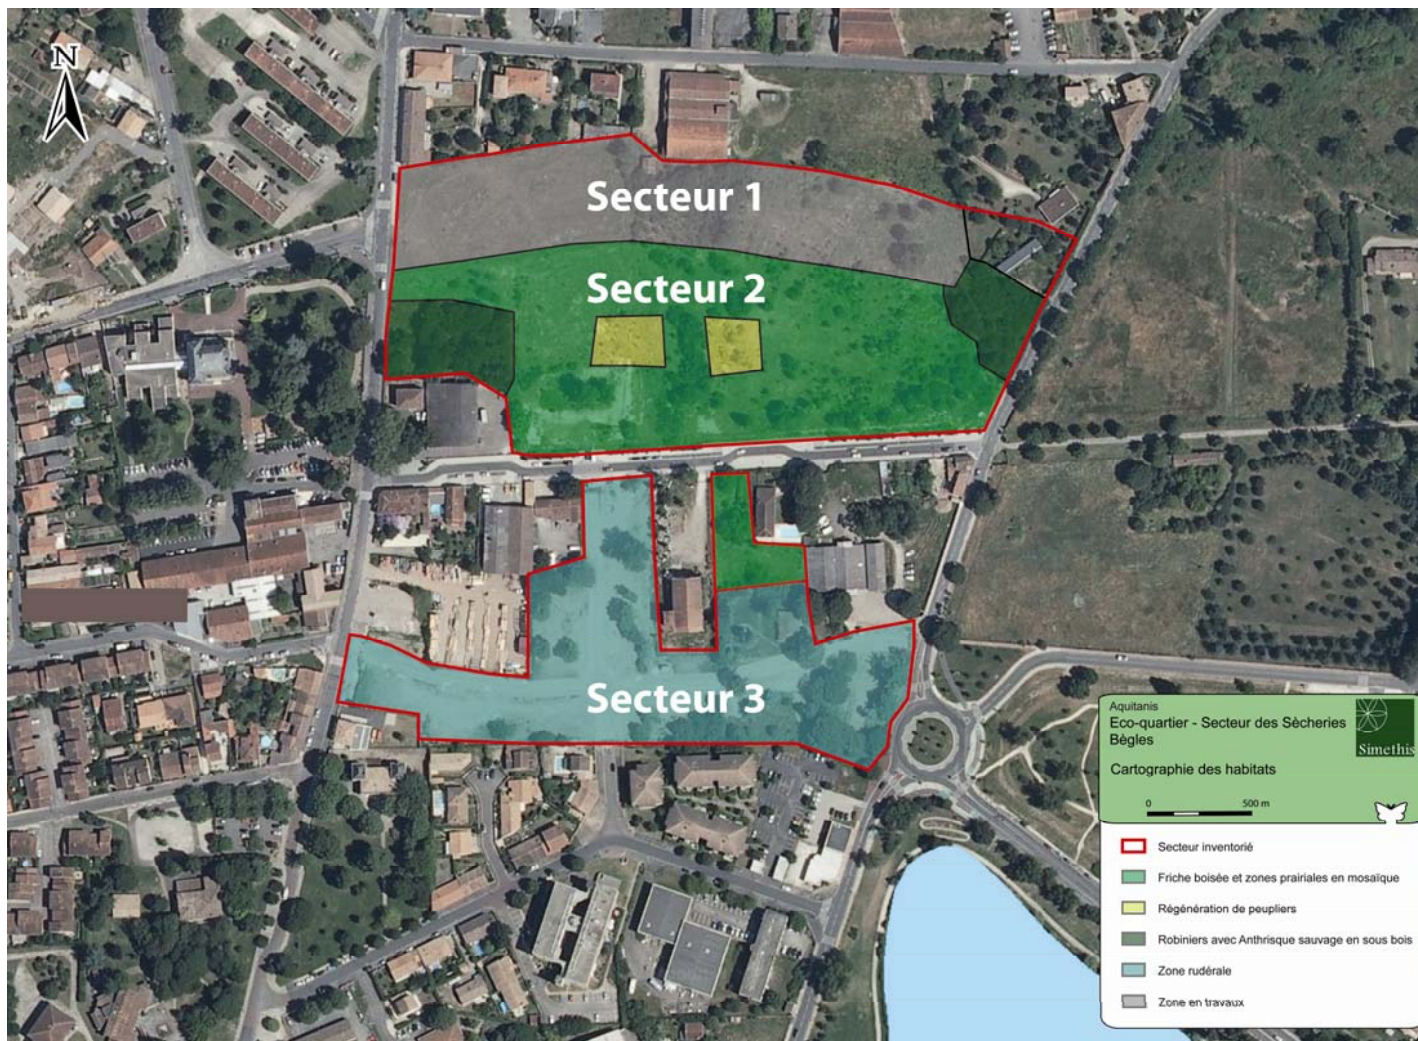 N
Secteur 1
Secteur 2
Secteur 3
Aquitanis
Eco-quartier - Secteur des Sècheries
Bègles
Simethis
Cartographie des habitats
0 500 m
Secteur inventorié
Friche boisée et zones prairiales en mosaïque
Régénération de peupliers
Robiniers avec Anthrisque sauvage en sous bois
Zone rudérale
Zone en travaux